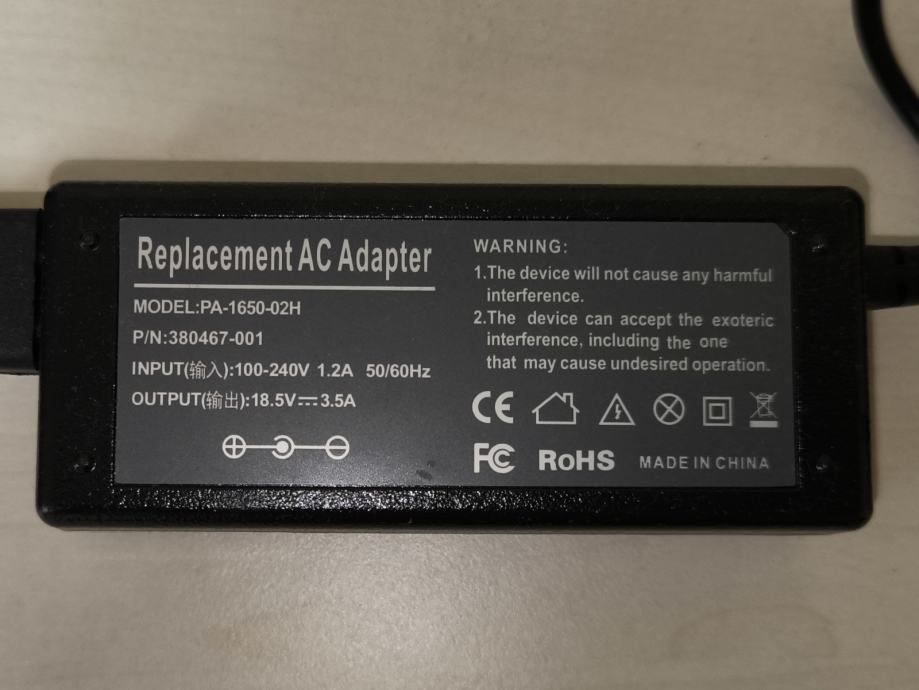 Replacement AC Adapter
MODEL:PA-1650-02H
P/N:380467-001
INPUT(输入):100-240V 1.2A 50/60Hz
OUTPUT(输出):18.5V⎓3.5A
WARNING:
1.The device will not cause any harmful
interference.
2.The device can accept the exoteric
interference, including the one
that may cause undesired operation.
CE
FC RoHS MADE IN CHINA